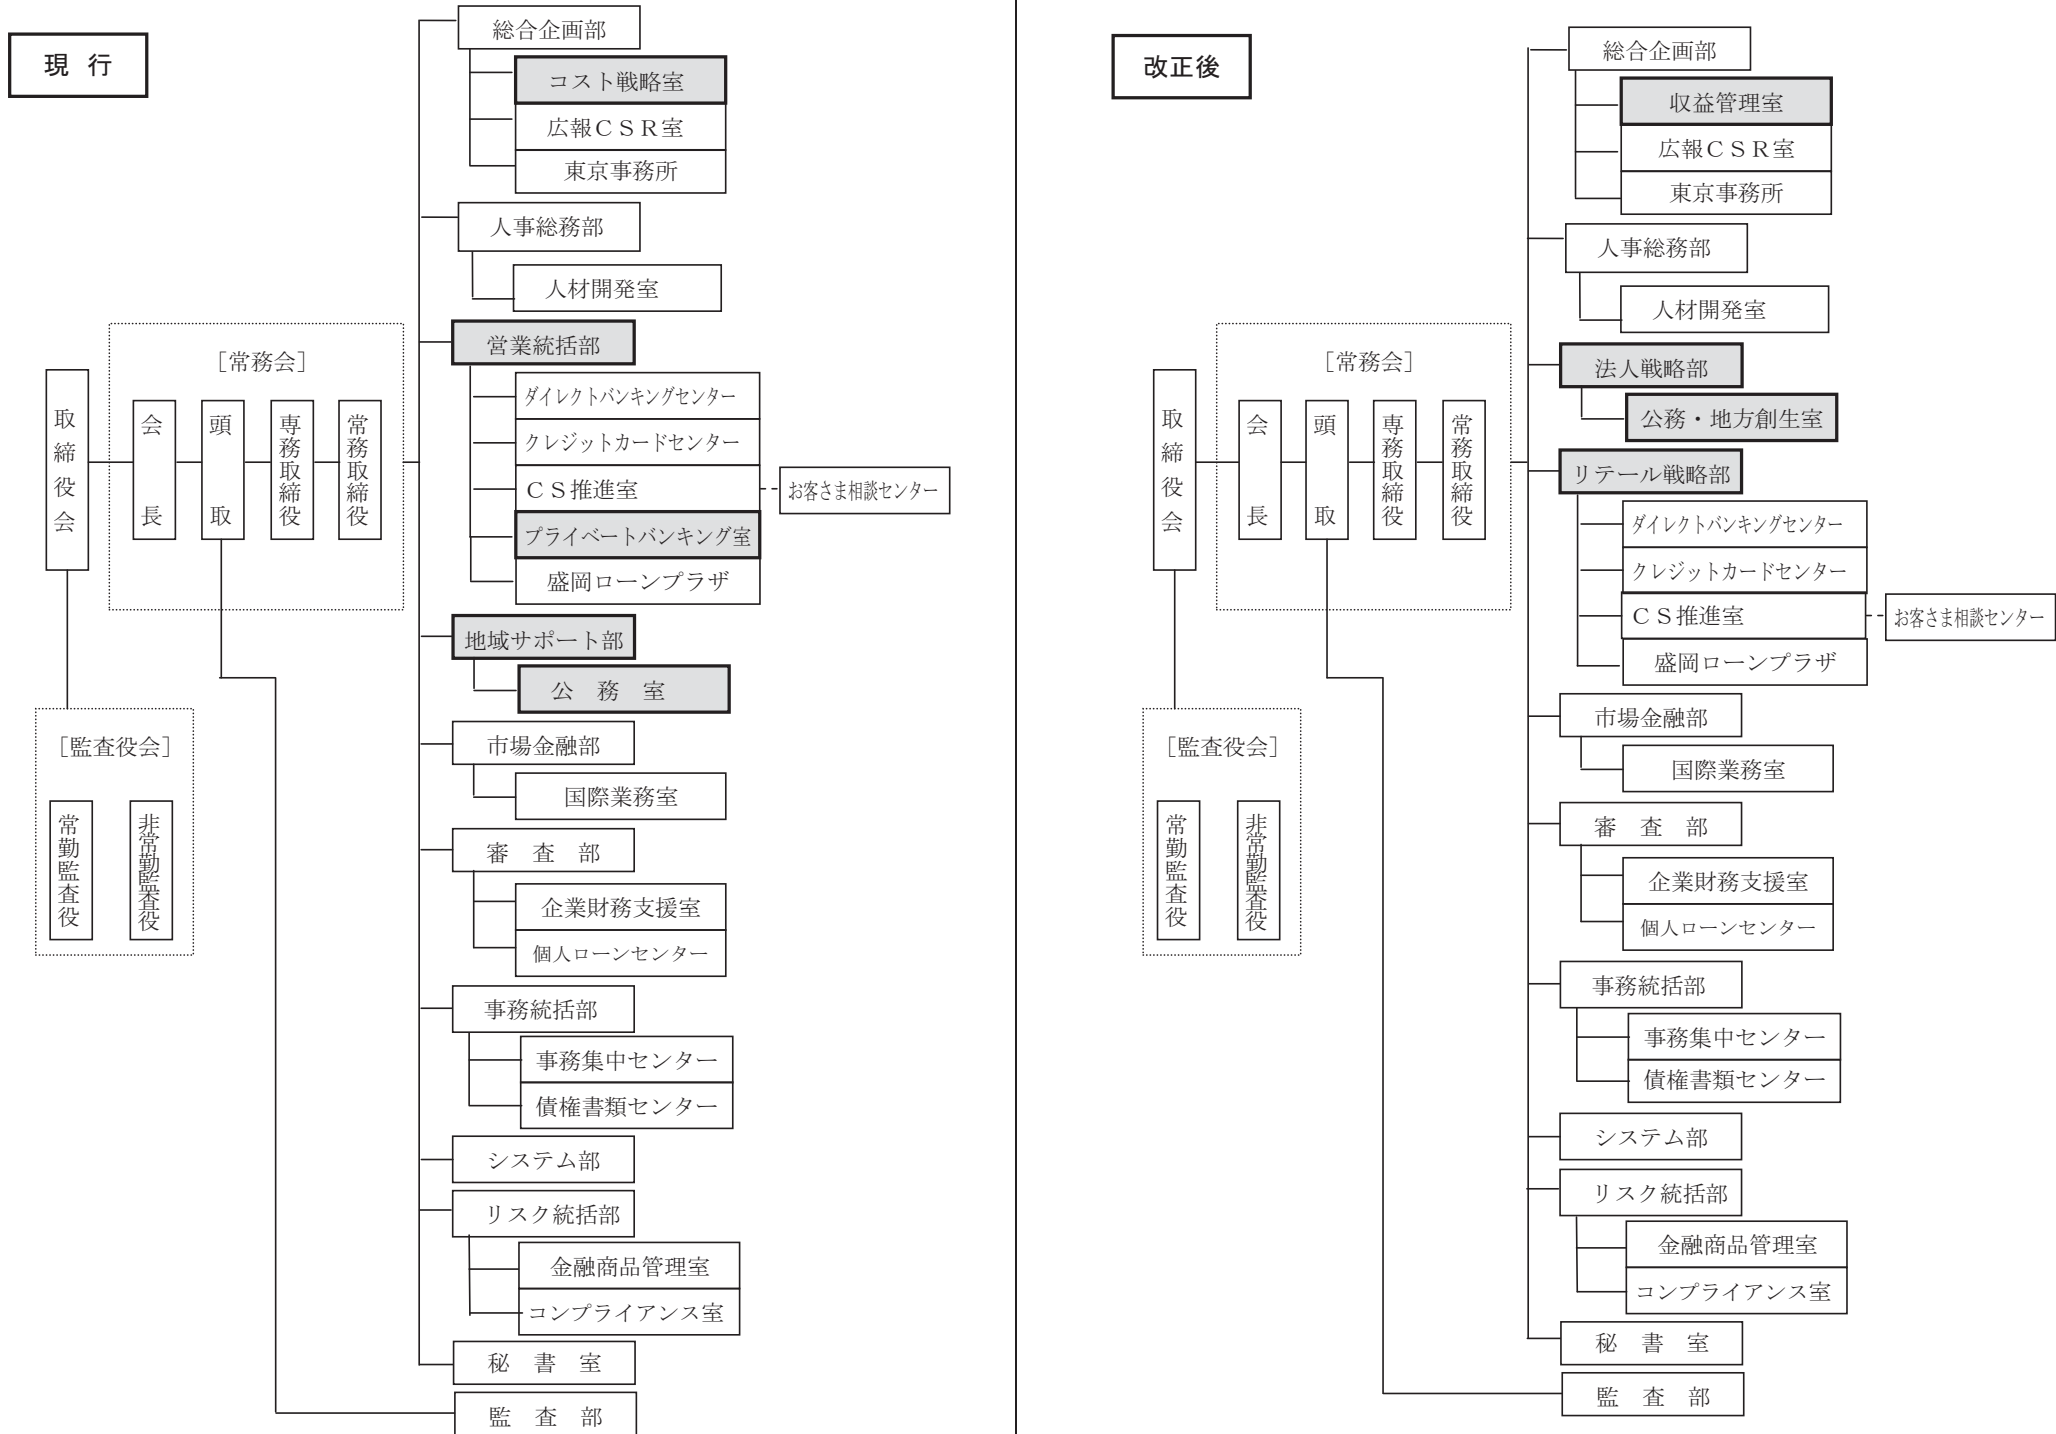 現 行
総合企画部
コスト戦略室
広報ＣＳＲ室
東京事務所
人事総務部
人材開発室
営業統括部
ダイレクトバンキングセンター
クレジットカードセンター
ＣＳ推進室
お客さま相談センター
プライベートバンキング室
盛岡ローンプラザ
地域サポート部
公 務 室
市場金融部
国際業務室
審 査 部
企業財務支援室
個人ローンセンター
事務統括部
事務集中センター
債権書類センター
システム部
リスク統括部
金融商品管理室
コンプライアンス室
秘 書 室
監 査 部
［常務会］
取締役会
会長
頭取
専務取締役
常務取締役
［監査役会］
常勤監査役
非常勤監査役
改正後
総合企画部
収益管理室
広報ＣＳＲ室
東京事務所
人事総務部
人材開発室
法人戦略部
公務・地方創生室
リテール戦略部
ダイレクトバンキングセンター
クレジットカードセンター
ＣＳ推進室
お客さま相談センター
盛岡ローンプラザ
市場金融部
国際業務室
審 査 部
企業財務支援室
個人ローンセンター
事務統括部
事務集中センター
債権書類センター
システム部
リスク統括部
金融商品管理室
コンプライアンス室
秘 書 室
監 査 部
［常務会］
取締役会
会長
頭取
専務取締役
常務取締役
［監査役会］
常勤監査役
非常勤監査役